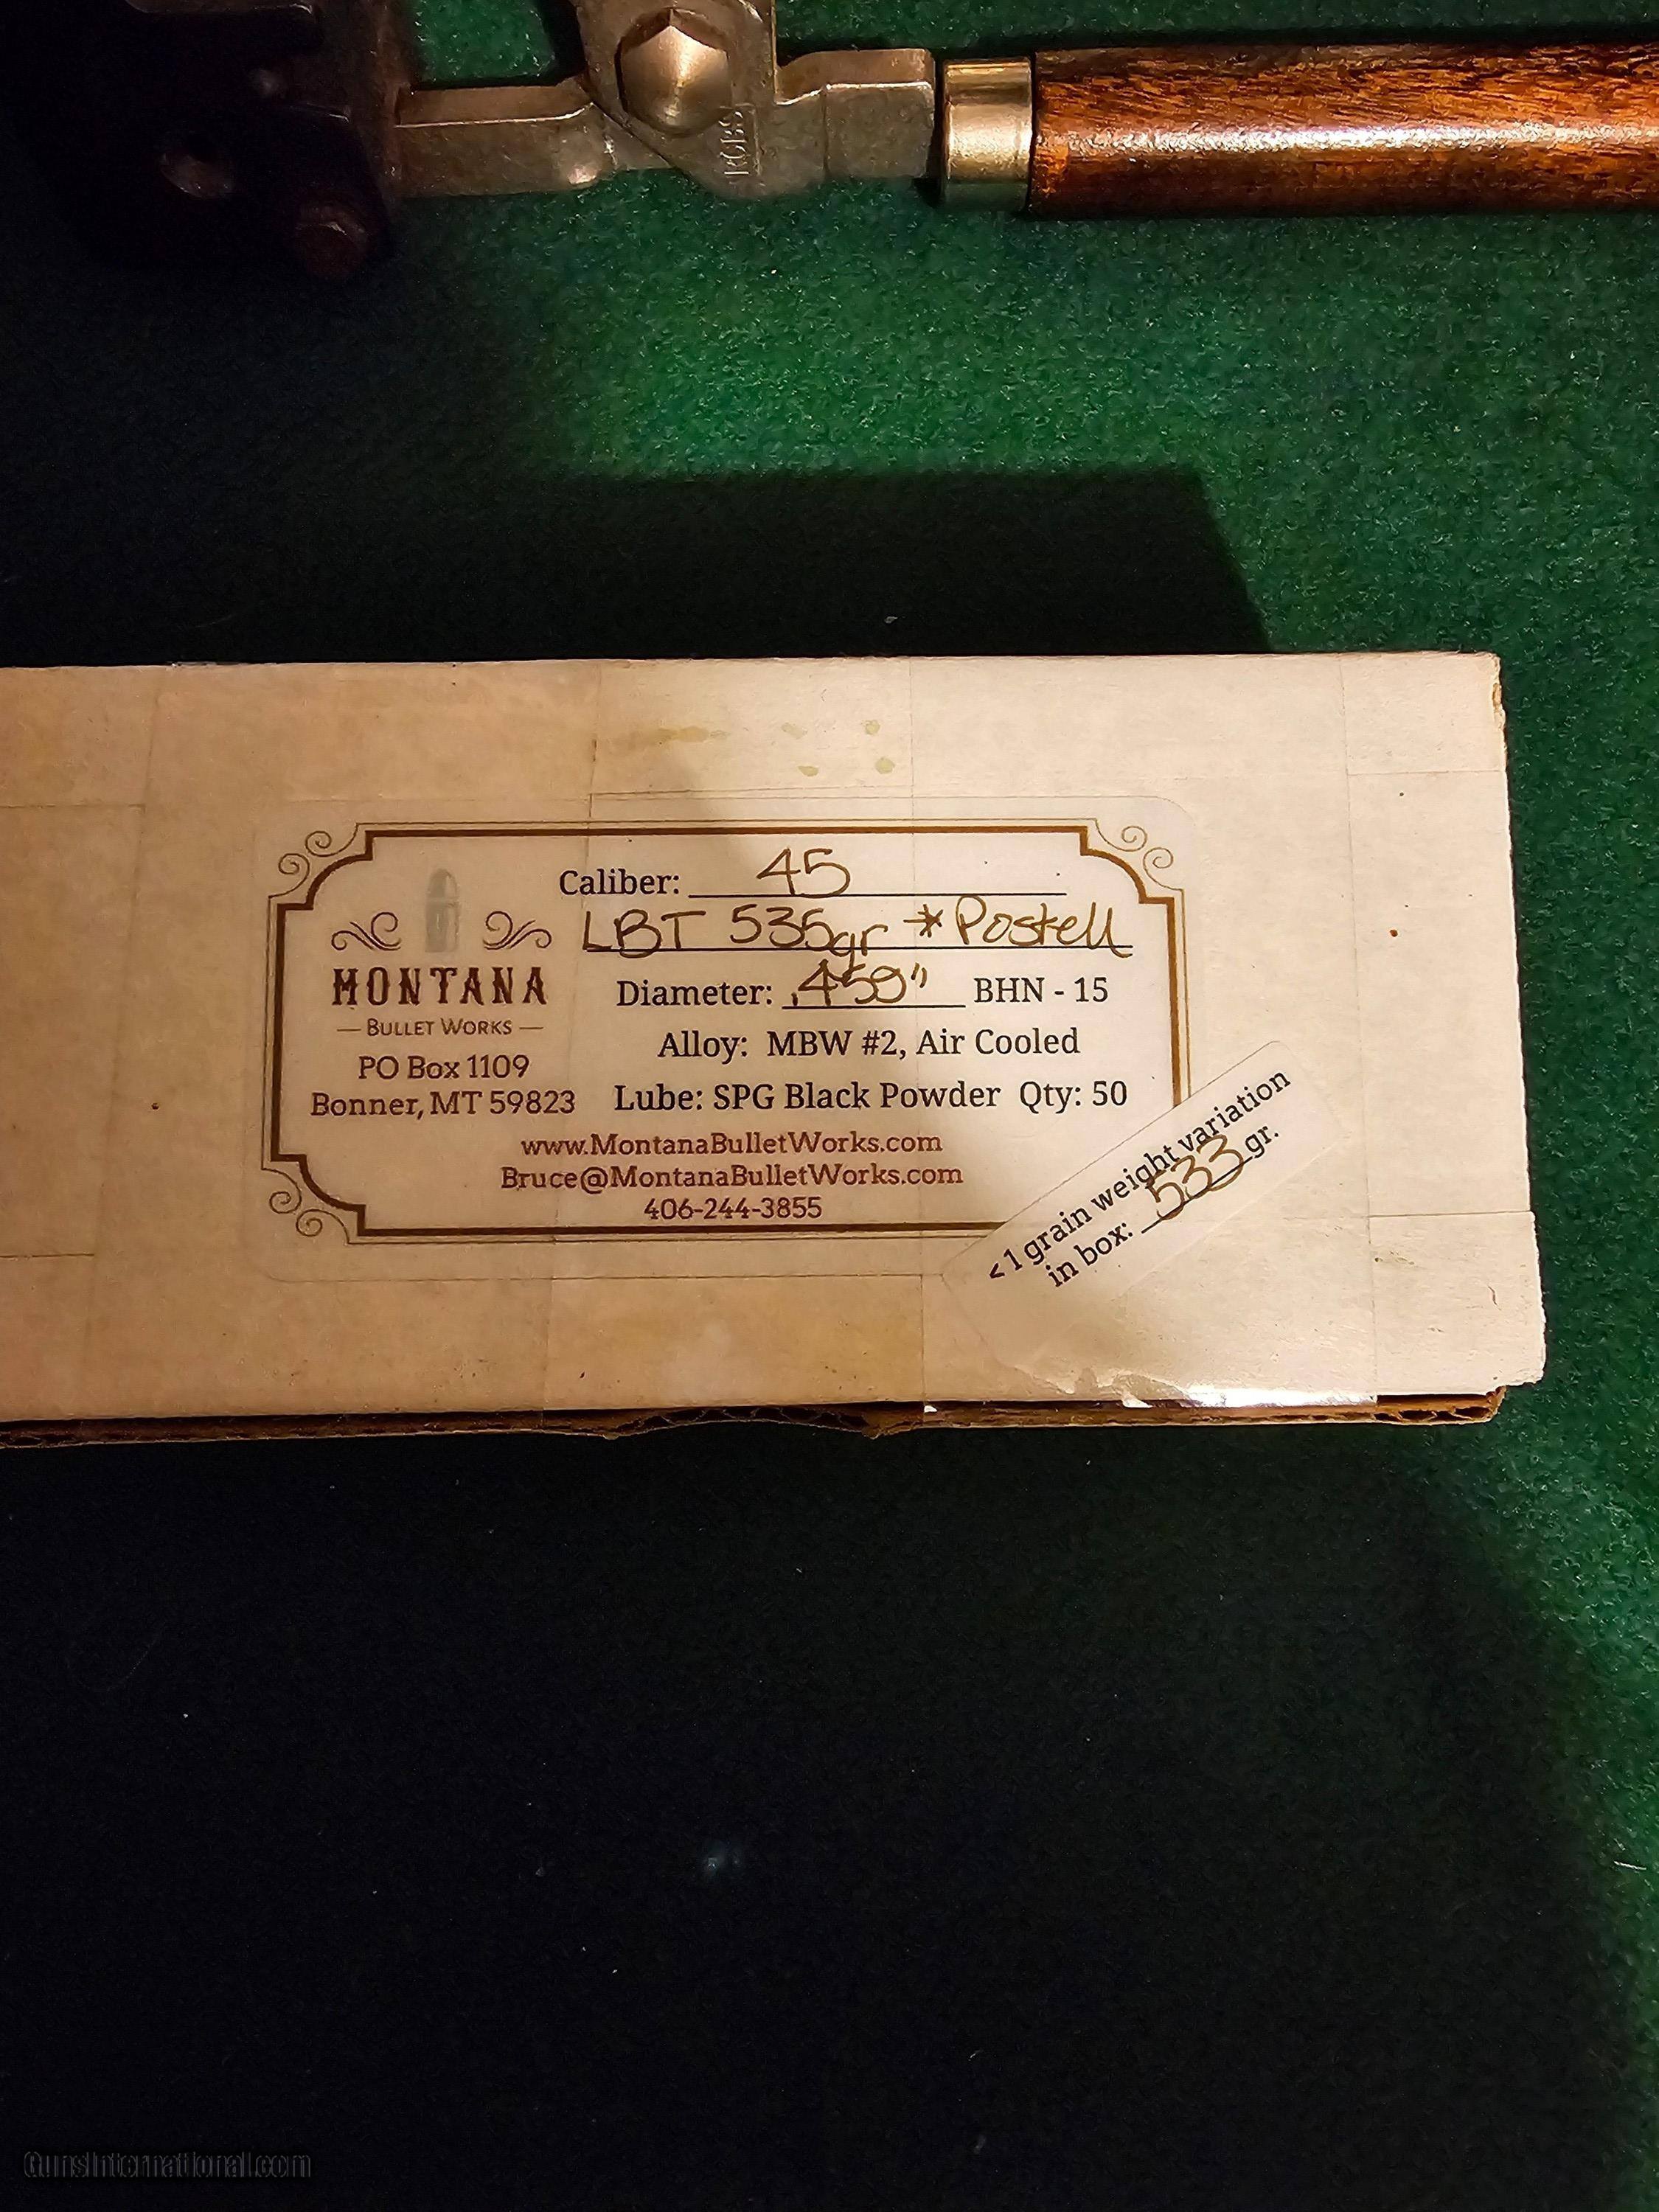 RCBS
Caliber: 45
LBT 535gr * Postell
Diameter: .459" BHN - 15
Alloy: MBW #2, Air Cooled
Lube: SPG Black Powder Qty: 50
MONTANA
— BULLET WORKS —
PO Box 1109
Bonner, MT 59823
www.MontanaBulletWorks.com
Bruce@MontanaBulletWorks.com
406-244-3855
< 1 grain weight variation
in box: 533 gr.
GunsInternational.com